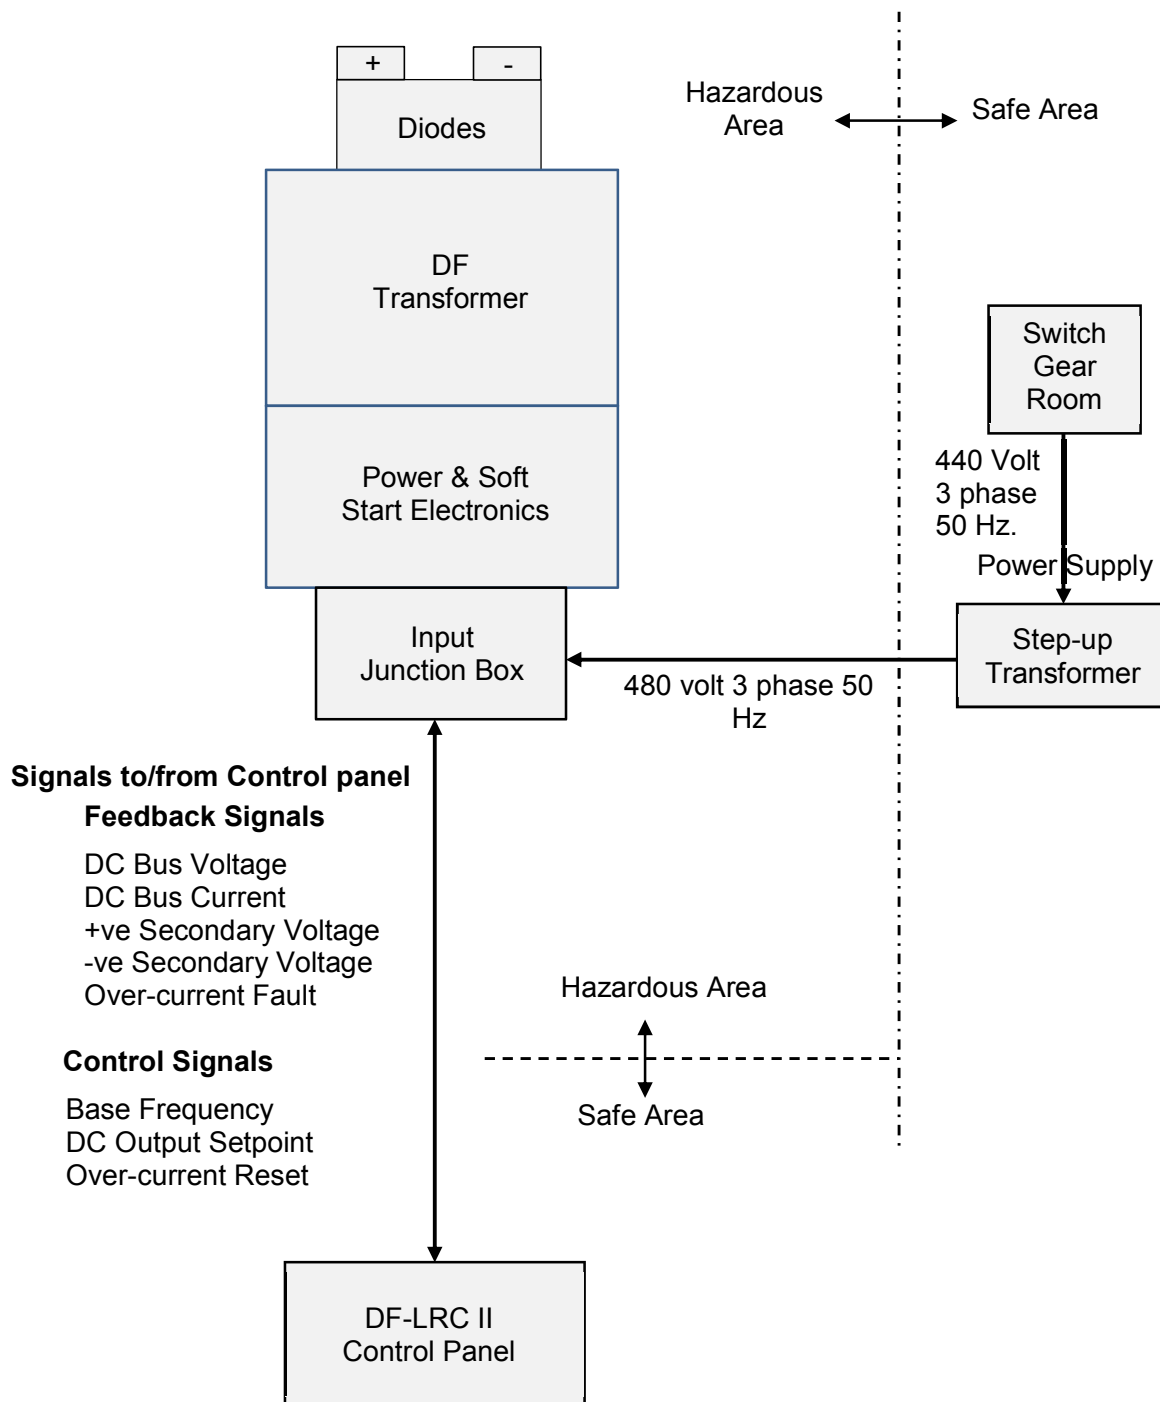 +
-
Diodes
Hazardous
Area
Safe Area
DF
Transformer
Switch
Gear
Room
Power & Soft
Start Electronics
440 Volt
3 phase
50 Hz.
Power Supply
Input
Junction Box
Step-up
Transformer
480 volt 3 phase 50
Hz
Signals to/from Control panel
Feedback Signals
DC Bus Voltage
DC Bus Current
+ve Secondary Voltage
-ve Secondary Voltage
Over-current Fault
Hazardous Area
Safe Area
Control Signals
Base Frequency
DC Output Setpoint
Over-current Reset
DF-LRC II
Control Panel